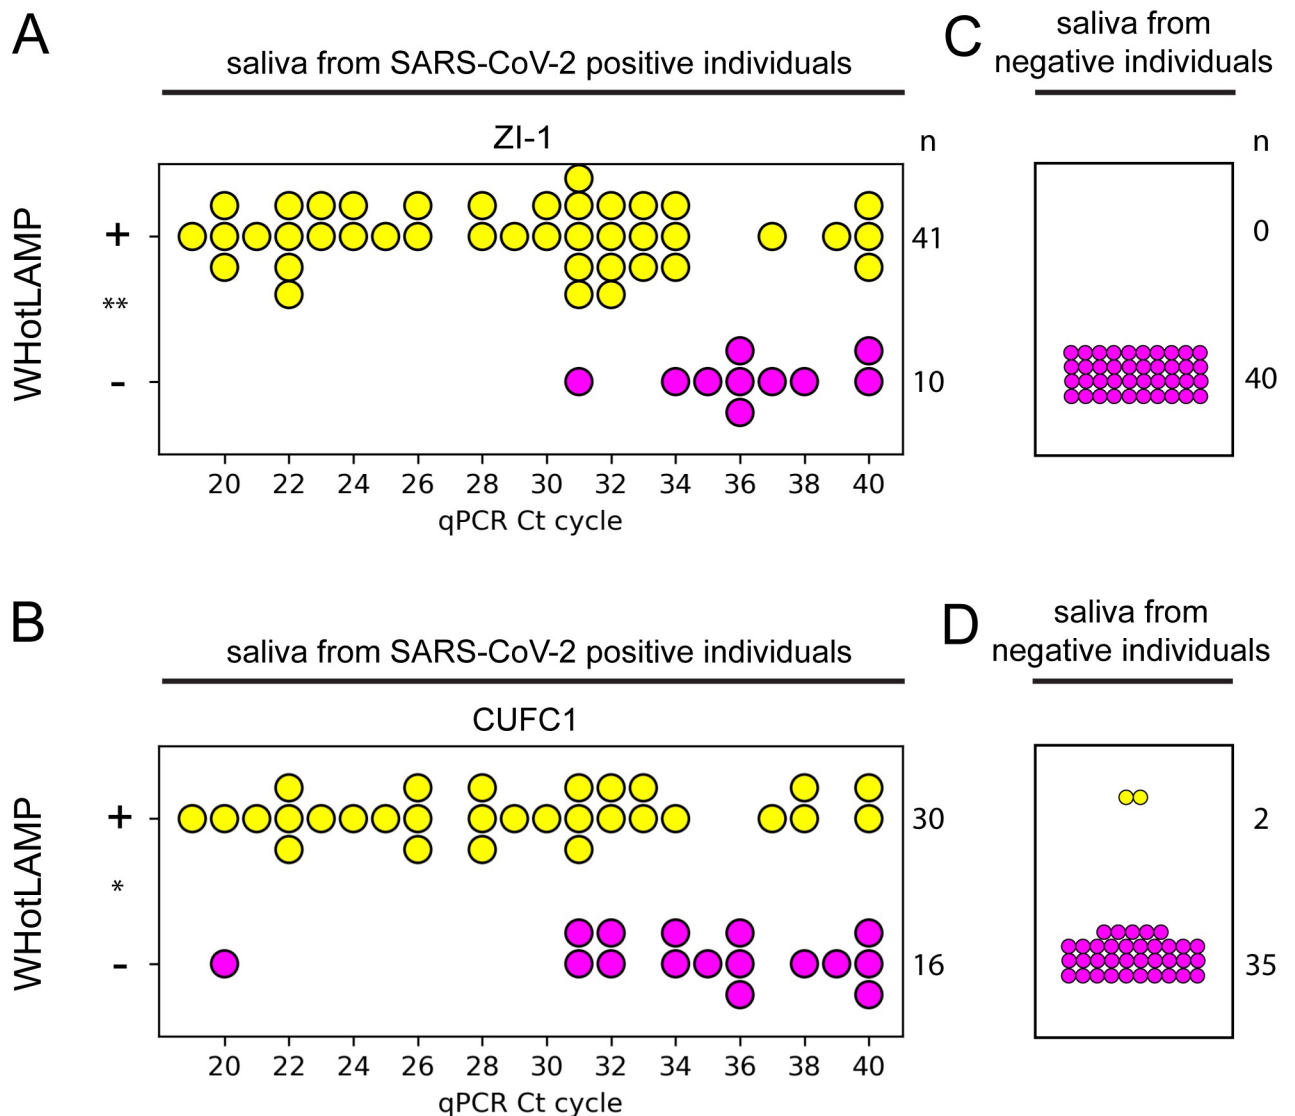 A
saliva from SARS-CoV-2 positive individuals
ZI-1
n
WHotLAMP
+
41
**
-
10
20 22 24 26 28 30 32 34 36 38 40
qPCR Ct cycle
C
saliva from
negative individuals
n
0
40
B
saliva from SARS-CoV-2 positive individuals
CUFC1
WHotLAMP
+
30
*
-
16
20 22 24 26 28 30 32 34 36 38 40
qPCR Ct cycle
D
saliva from
negative individuals
2
35